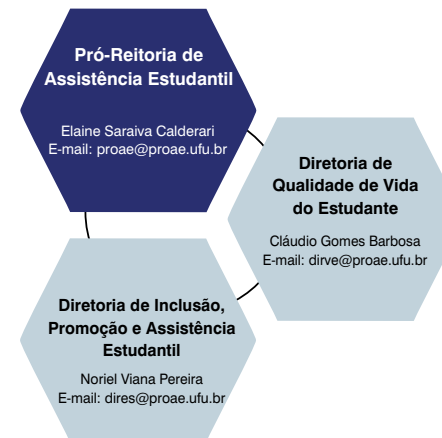 Pró-Reitoria de
Assistência Estudantil
Elaine Saraiva Calderari
E-mail: proae@proae.ufu.br
Diretoria de
Qualidade de Vida
do Estudante
Cláudio Gomes Barbosa
E-mail: dirve@proae.ufu.br
Diretoria de Inclusão,
Promoção e Assistência
Estudantil
Noriel Viana Pereira
E-mail: dires@proae.ufu.br